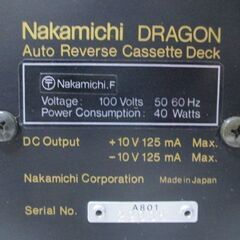 Nakamichi DRAGON
Auto Reverse Cassette Deck
Nakamichi.F
Voltage: 100 Volts 50 60 Hz
Power Consumption: 40 Watts
DC Output +10 V 125 mA Max.
−10 V 125 mA Max.
Nakamichi Corporation Made in Japan
Serial No. A801